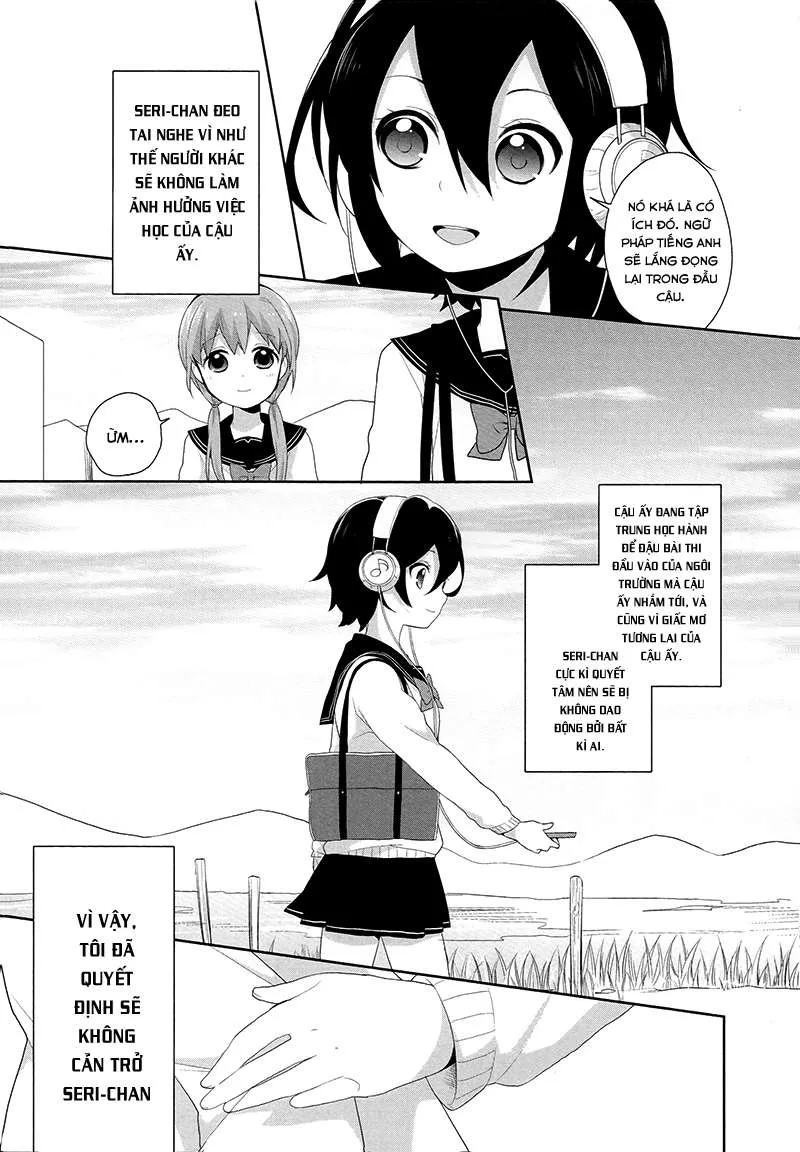 SERI-CHAN ĐEO
TAI NGHE VÌ NHƯ
THẾ NGƯỜI KHÁC
SẼ KHÔNG LÀM
ẢNH HƯỞNG VIỆC
HỌC CỦA CẬU
ẤY.
NÓ KHÁ LÀ CÓ
ÍCH ĐÓ. NGỮ
PHÁP TIẾNG ANH
SẼ LẮNG ĐỌNG
LẠI TRONG ĐẦU
CẬU.
ỪM...
CẬU ẤY ĐANG TẬP
TRUNG HỌC HÀNH
ĐỂ ĐẬU BÀI THI
ĐẦU VÀO CỦA NGÔI
TRƯỜNG MÀ CẬU
ẤY NHẮM TỚI, VÀ
CŨNG VÌ GIẤC MƠ
TƯƠNG LAI CỦA
CẬU ẤY.
SERI-CHAN
CỰC KÌ QUYẾT
TÂM NÊN SẼ BỊ
KHÔNG DAO
ĐỘNG BỞI BẤT
KÌ AI.
VÌ VẬY,
TÔI ĐÃ
QUYẾT
ĐỊNH SẼ
KHÔNG
CẢN TRỞ
SERI-CHAN